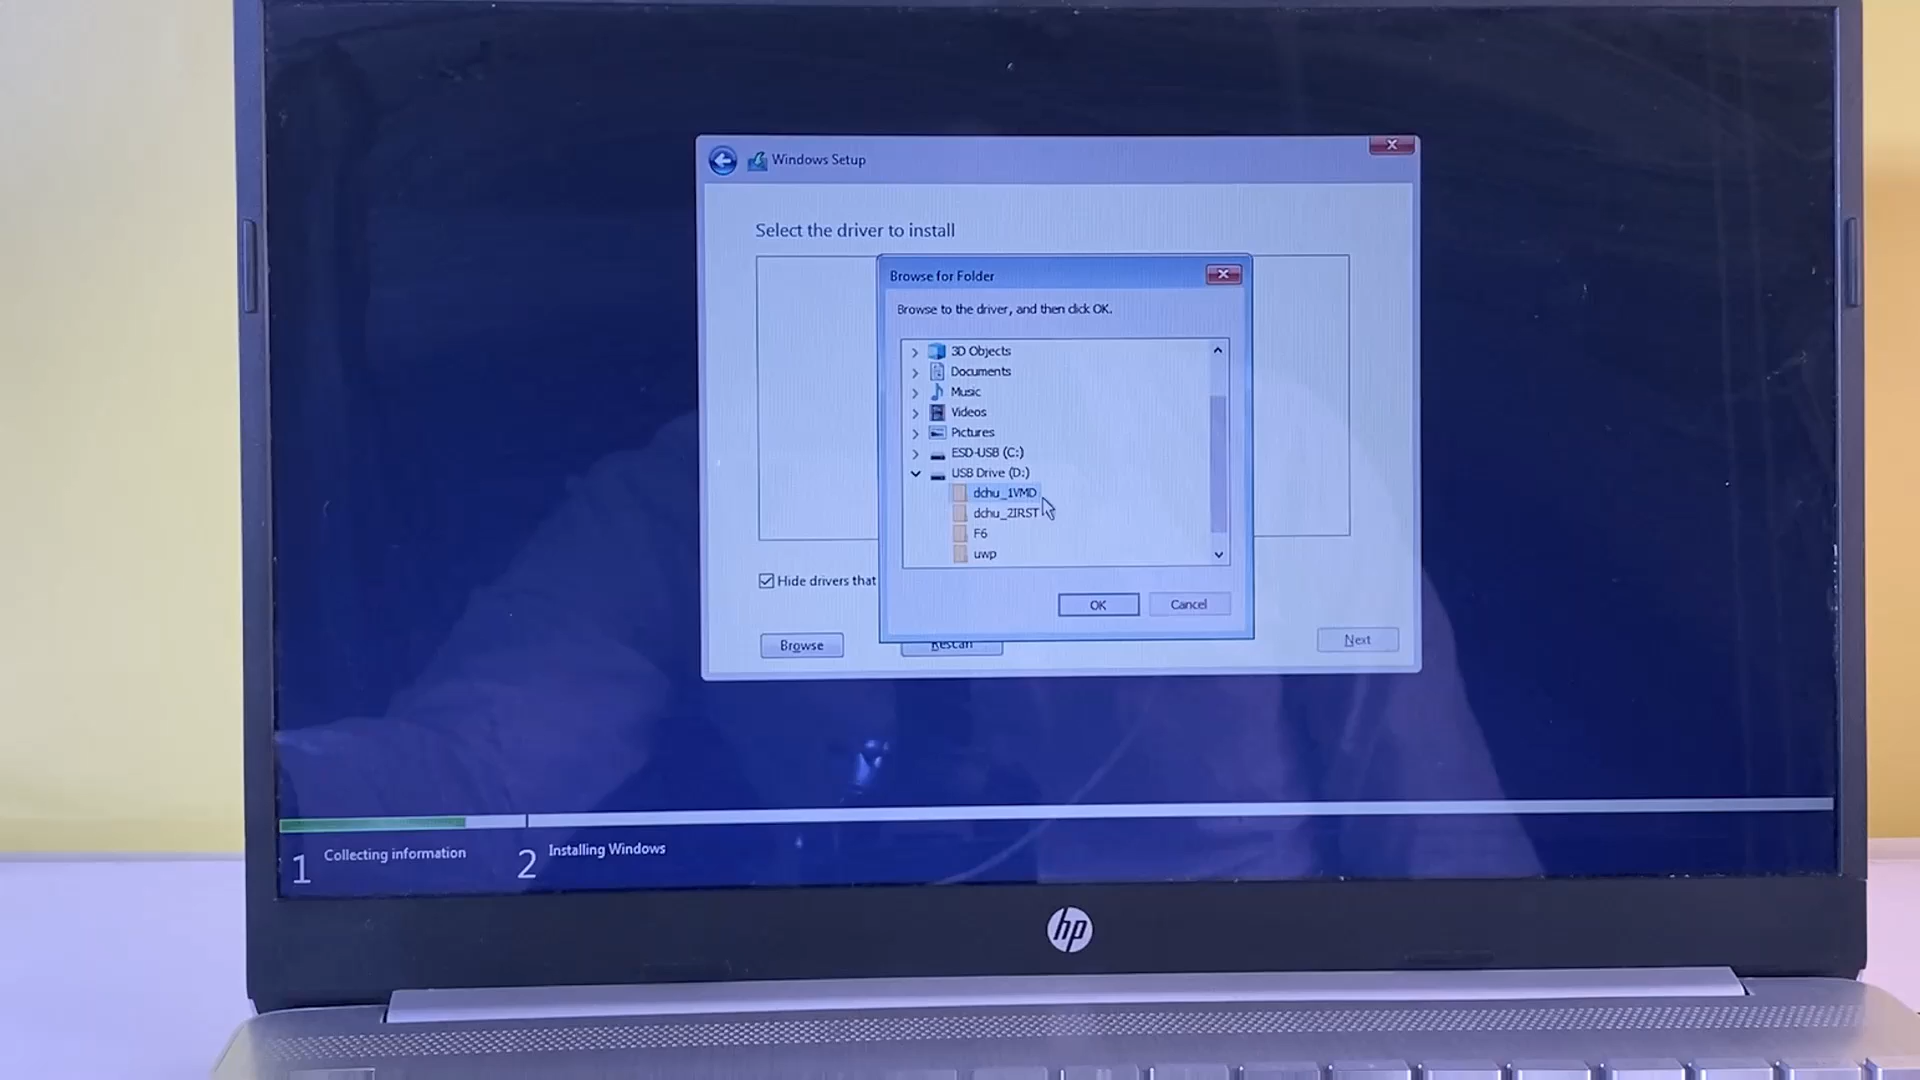 Windows Setup
Select the driver to install
Browse for Folder
Browse to the driver, and then click OK.
3D Objects
Documents
Music
Videos
Pictures
ESD-USB (C:)
USB Drive (D:)
dchu_1VMD
dchu_2IRST
F6
uwp
OK
Cancel
Hide drivers that
Browse
Rescan
Next
1 Collecting information
2 Installing Windows
hp